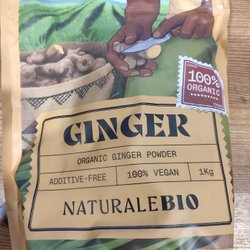 100%
ORGANIC
GINGER
ORGANIC GINGER POWDER
ADDITIVE-FREE 100% VEGAN 1Kg
NATURALEBIO